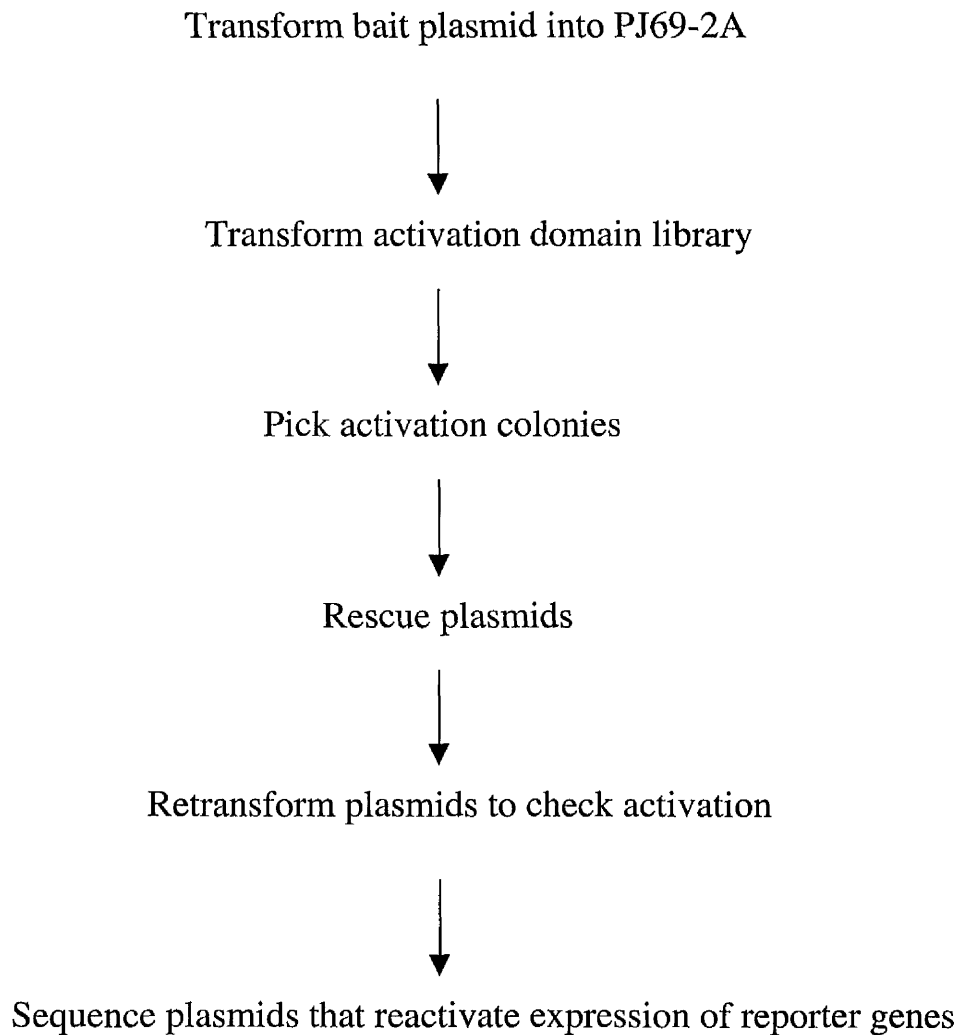 Transform bait plasmid into PJ69-2A
Transform activation domain library
Pick activation colonies
Rescue plasmids
Retransform plasmids to check activation
Sequence plasmids that reactivate expression of reporter genes